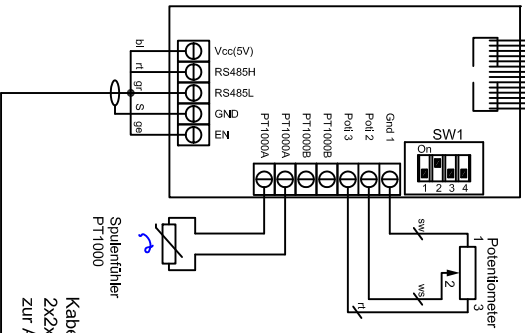 bl
rt
gr
S
ge
Vcc(5V)
RS485H
RS485L
GND
EN
PT1000A
PT1000A
PT1000B
PT1000B
Poti 3
Poti 2
Gnd 1
SW1
On
1 2 3 4
sw
ws
rt
1
2
3
Potentiometer
Spulenfühler
PT1000
Kabe
2x2x
zur A